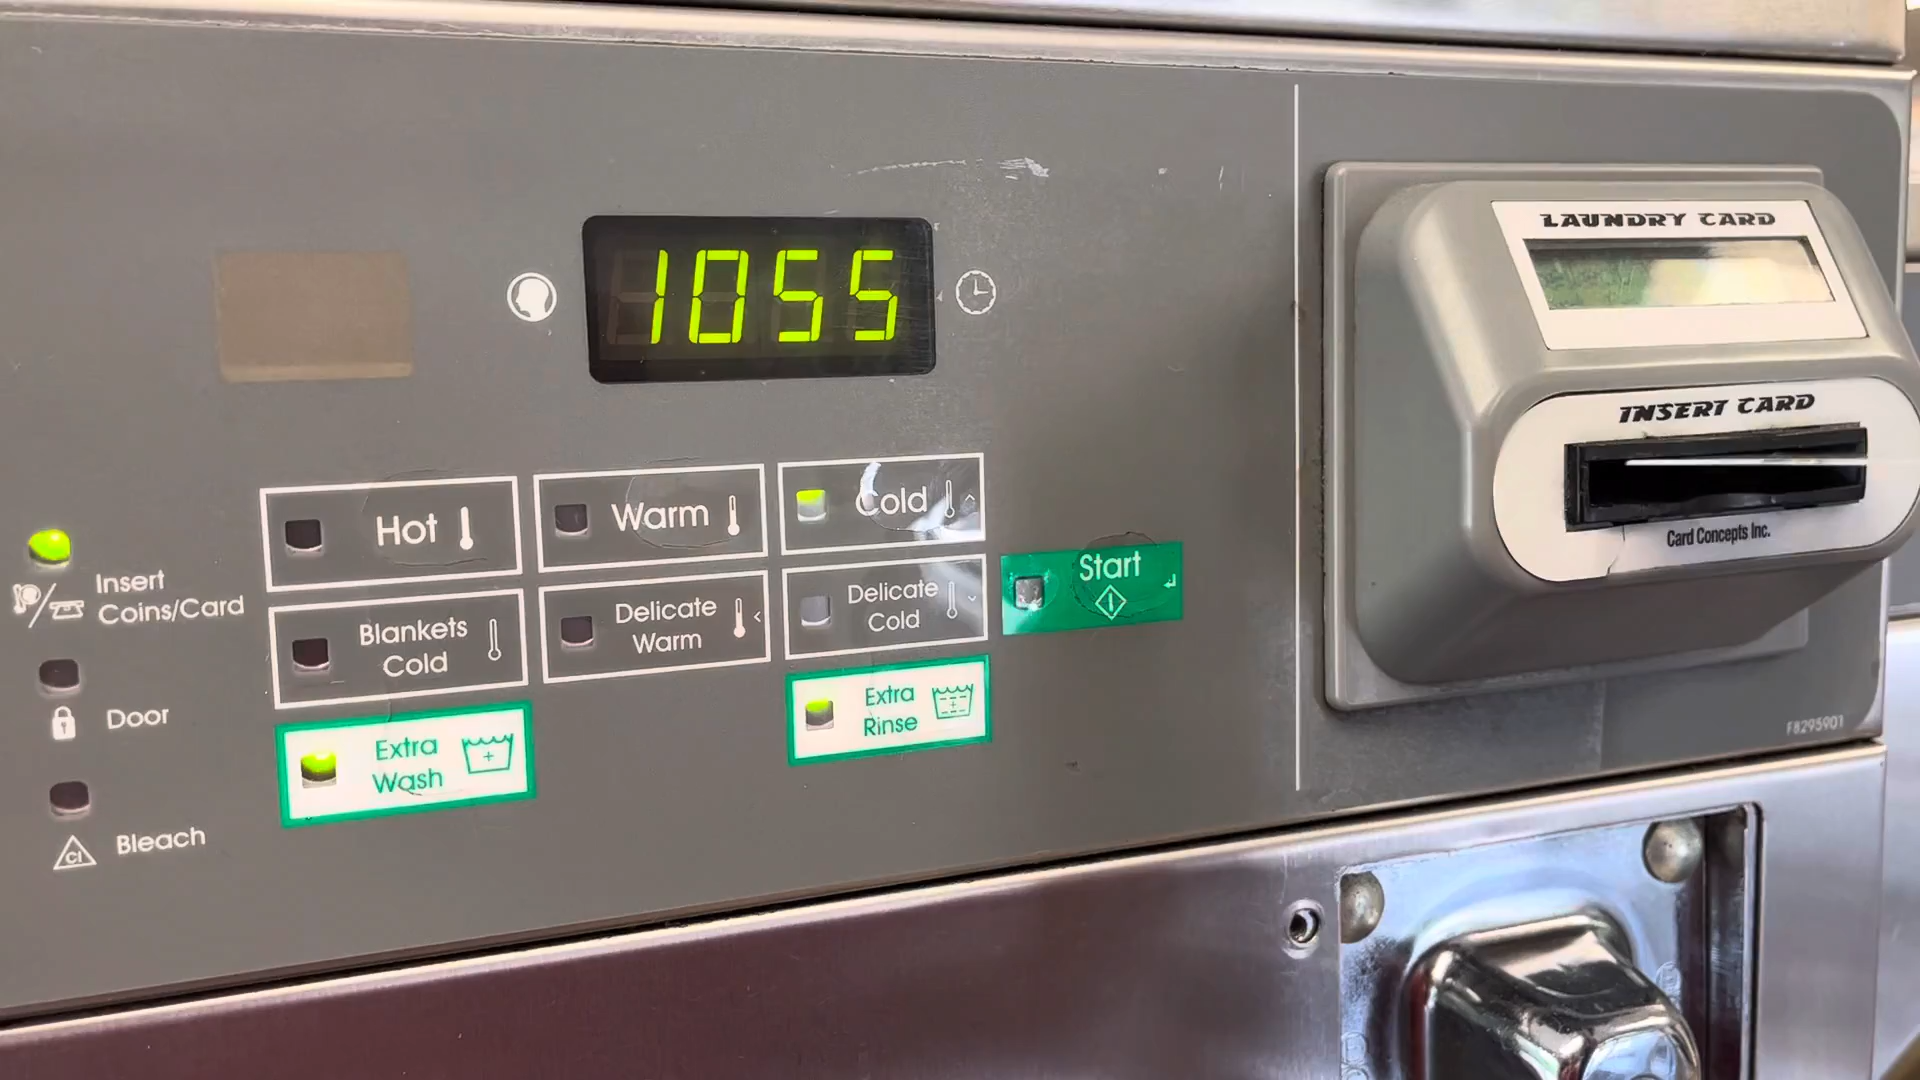 1055
LAUNDRY CARD
INSERT CARD
Card Concepts Inc.
Hot
Warm
Cold
Insert
Coins/Card
Blankets
Cold
Delicate
Warm
Delicate
Cold
Start
Door
Extra
Wash
Extra
Rinse
Bleach
Cl
F8295901